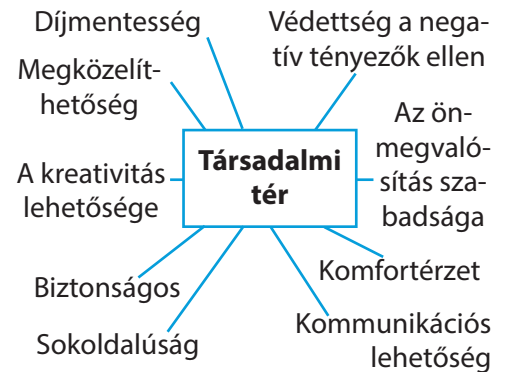 Díjmentesség
Védettség a nega-
tív tényezők ellen
Megközelít-
hetőség
Az ön-
megvaló-
sítás sza-
badsága
Társadalmi
tér
A kreativitás
lehetősége
Biztonságos
Komfortérzet
Sokoldalúság
Kommunikációs
lehetőség